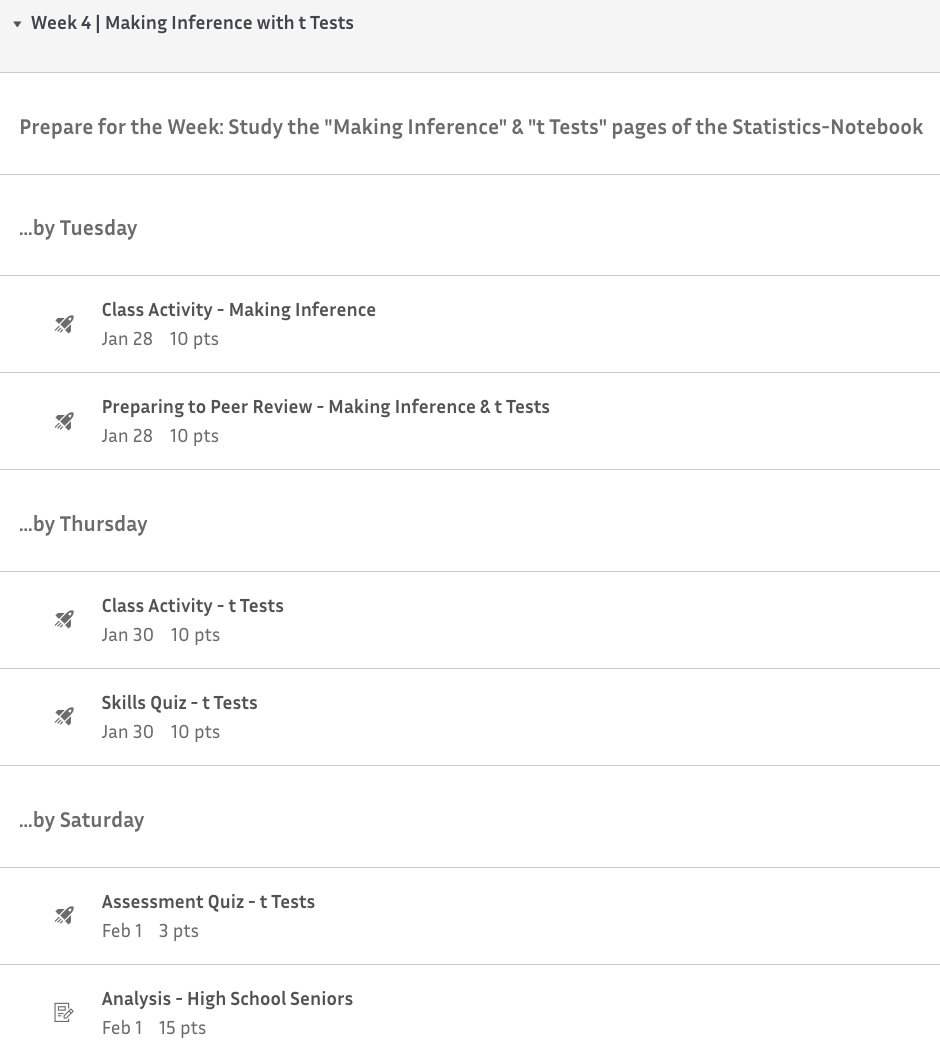 Week 4 | Making Inference with t Tests
Prepare for the Week: Study the "Making Inference" & "t Tests" pages of the Statistics-Notebook
...by Tuesday
Class Activity - Making Inference
Jan 28 10 pts
Preparing to Peer Review - Making Inference & t Tests
Jan 28 10 pts
...by Thursday
Class Activity - t Tests
Jan 30 10 pts
Skills Quiz - t Tests
Jan 30 10 pts
...by Saturday
Assessment Quiz - t Tests
Feb 1 3 pts
Analysis - High School Seniors
Feb 1 15 pts